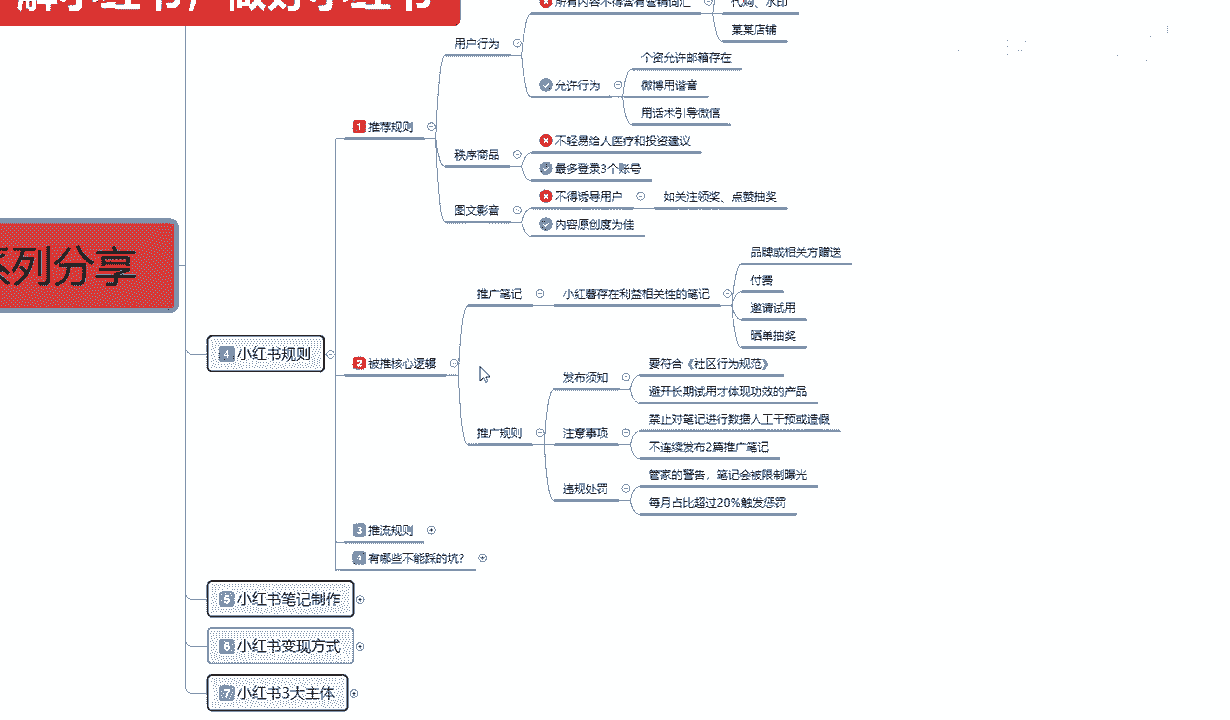 解小红书，做好小红书
所有内容不得含有营销词汇
代购、水印
菜菜店铺
用户行为
个资允许邮箱存在
允许行为
微博用谐音
用话术引导微信
1 推荐规则
不轻易给人医疗和投资建议
秩序商品
最多登录3个账号
不得诱导用户
如关注领奖、点赞抽奖
图文影音
内容原创度为佳
系列分享
品牌或相关方赠送
付费
推广笔记
小红薯存在利益相关性的笔记
邀请试用
晒单抽奖
4 小红书规则
2 被推核心逻辑
要符合《社区行为规范》
发布须知
避开长期试用才体现功效的产品
禁止对笔记进行数据人工干预或造假
推广规则
注意事项
不连续发布2篇推广笔记
管家的警告，笔记会被限制曝光
违规处罚
每月占比超过20%触发惩罚
3 推流规则
4 有哪些不能踩的坑?
5 小红书笔记制作
6 小红书变现方式
7 小红书3大主体